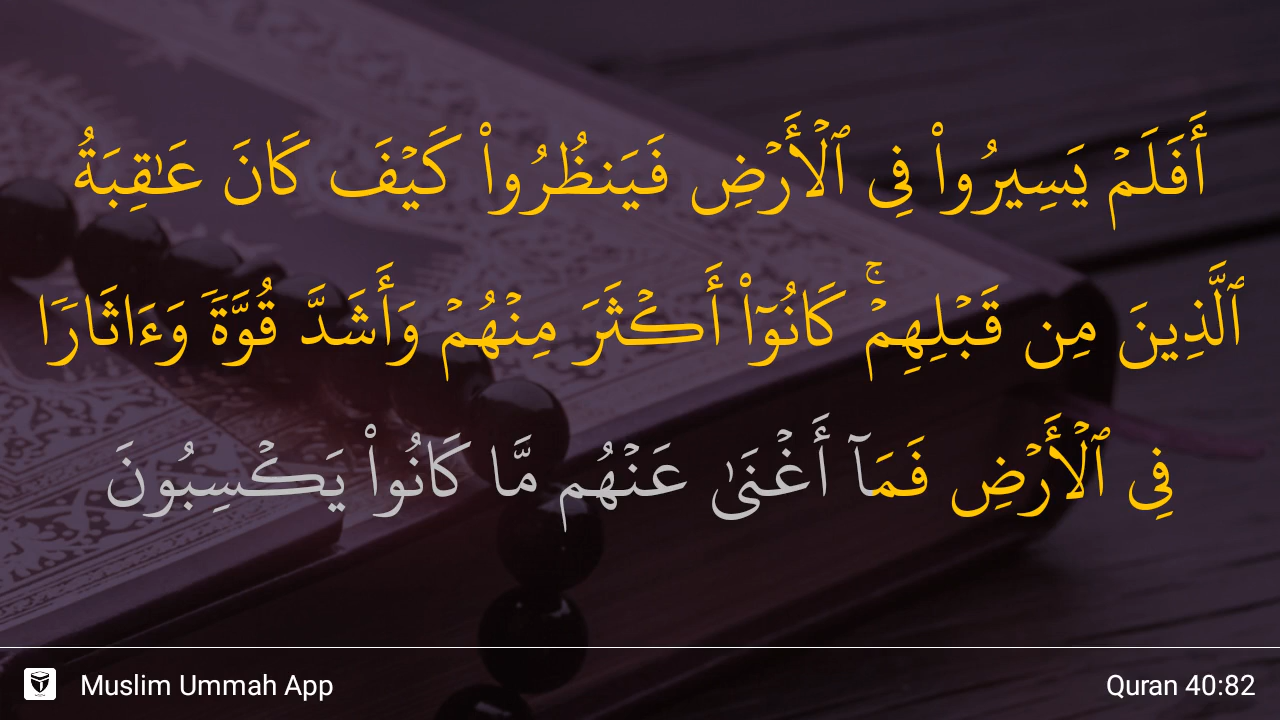 أَفَلَمۡ يَسِيرُواْ فِي ٱلۡأَرۡضِ فَيَنظُرُواْ كَيۡفَ كَانَ عَٰقِبَةُ
ٱلَّذِينَ مِن قَبۡلِهِمۡۚ كَانُوٓاْ أَكۡثَرَ مِنۡهُمۡ وَأَشَدَّ قُوَّةٗ وَءَاثَارٗا
فِي ٱلۡأَرۡضِ فَمَآ أَغۡنَىٰ عَنۡهُم مَّا كَانُواْ يَكۡسِبُونَ
Muslim Ummah App
Quran 40:82